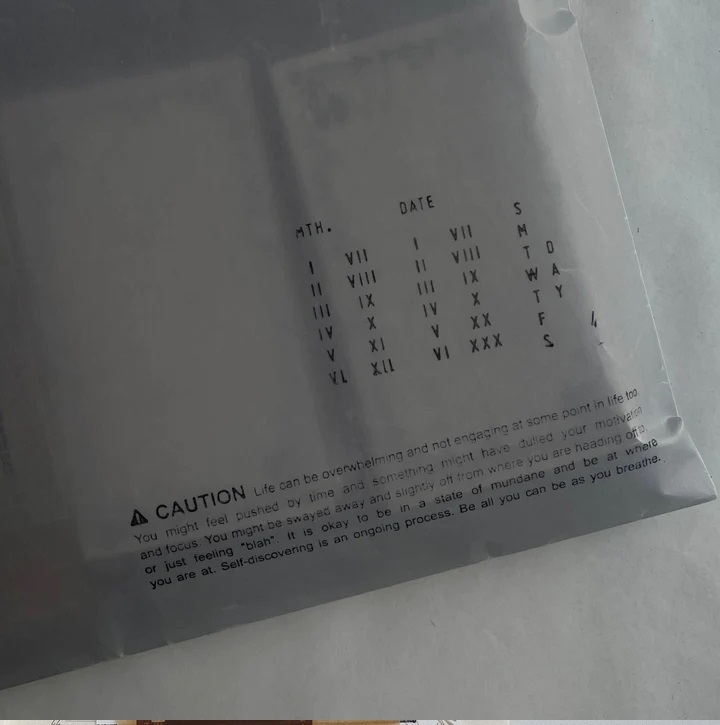 MTH. DATE S
I VII I VII M
II VIII II VIII T D
III IX III IX W A
IV X IV X T Y
V XI V XX F
VI XII VI XXX S
CAUTION Life can be overwhelming and not engaging at some point in life too.
You might feel pushed by time and something might have dulled your
and focus. You might be swayed away and slightly off from where you are heading off to,
or just feeling "blah". It is okay to be in a state of mundane and be at where
you are at. Self-discovering is an ongoing process. Be all you can be as you breathe.